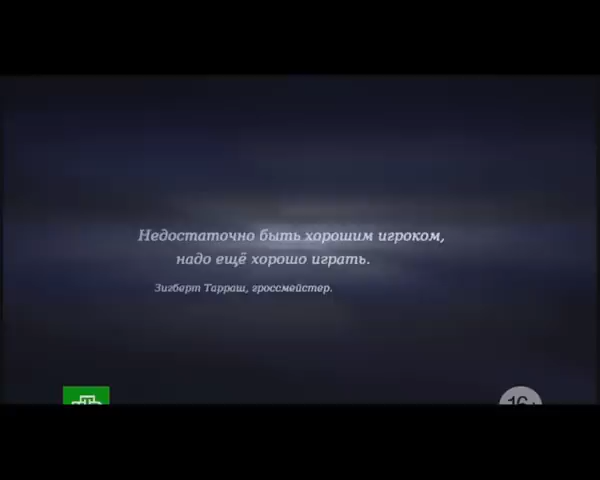 Недостаточно быть хорошим игроком,
надо ещё хорошо играть.
Зигберт Тарраш, гроссмейстер.
16+